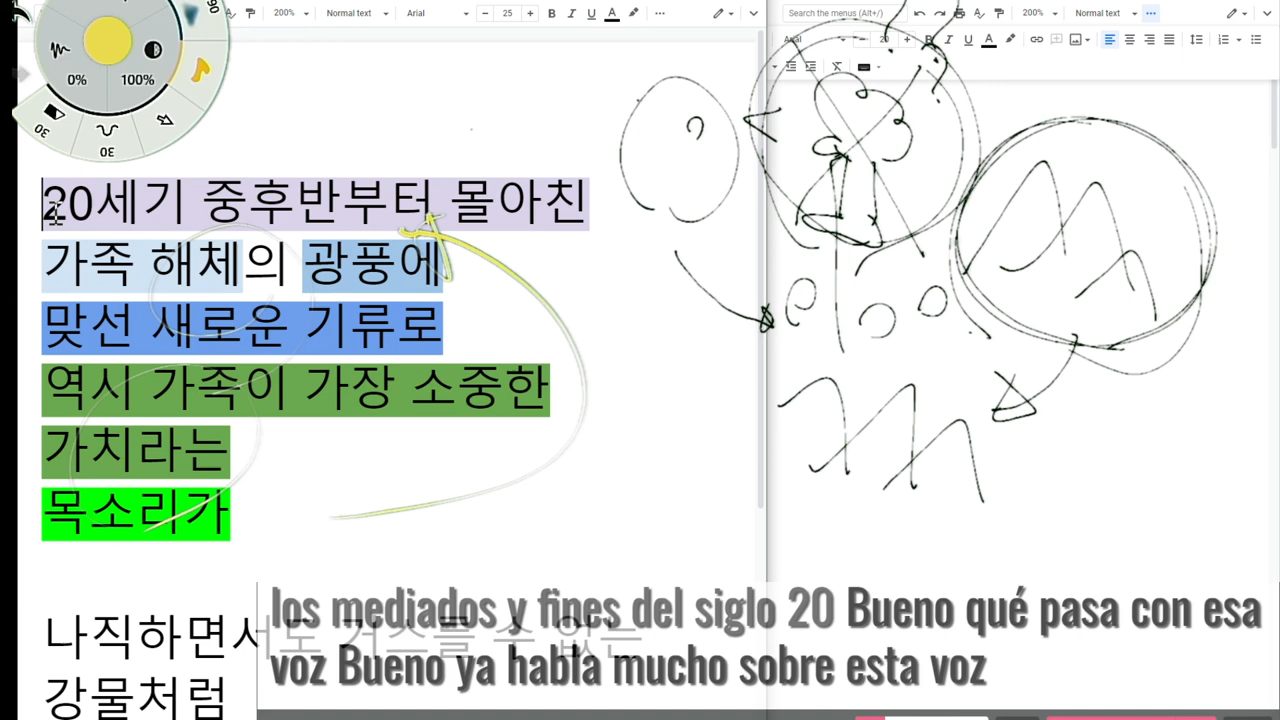 200%
Normal text
Arial
25
B I U A
Search the menus (Alt+/)
200%
Normal text
B I U A
0%
100%
30
30
20세기 중후반부터 몰아친
가족 해체의 광풍에
맞선 새로운 기류로
역시 가족이 가장 소중한
가치라는
목소리가
나직하면서도 거스를 수 없는
강물처럼
los mediados y fines del siglo 20 Bueno qué pasa con esa
voz Bueno ya habla mucho sobre esta voz